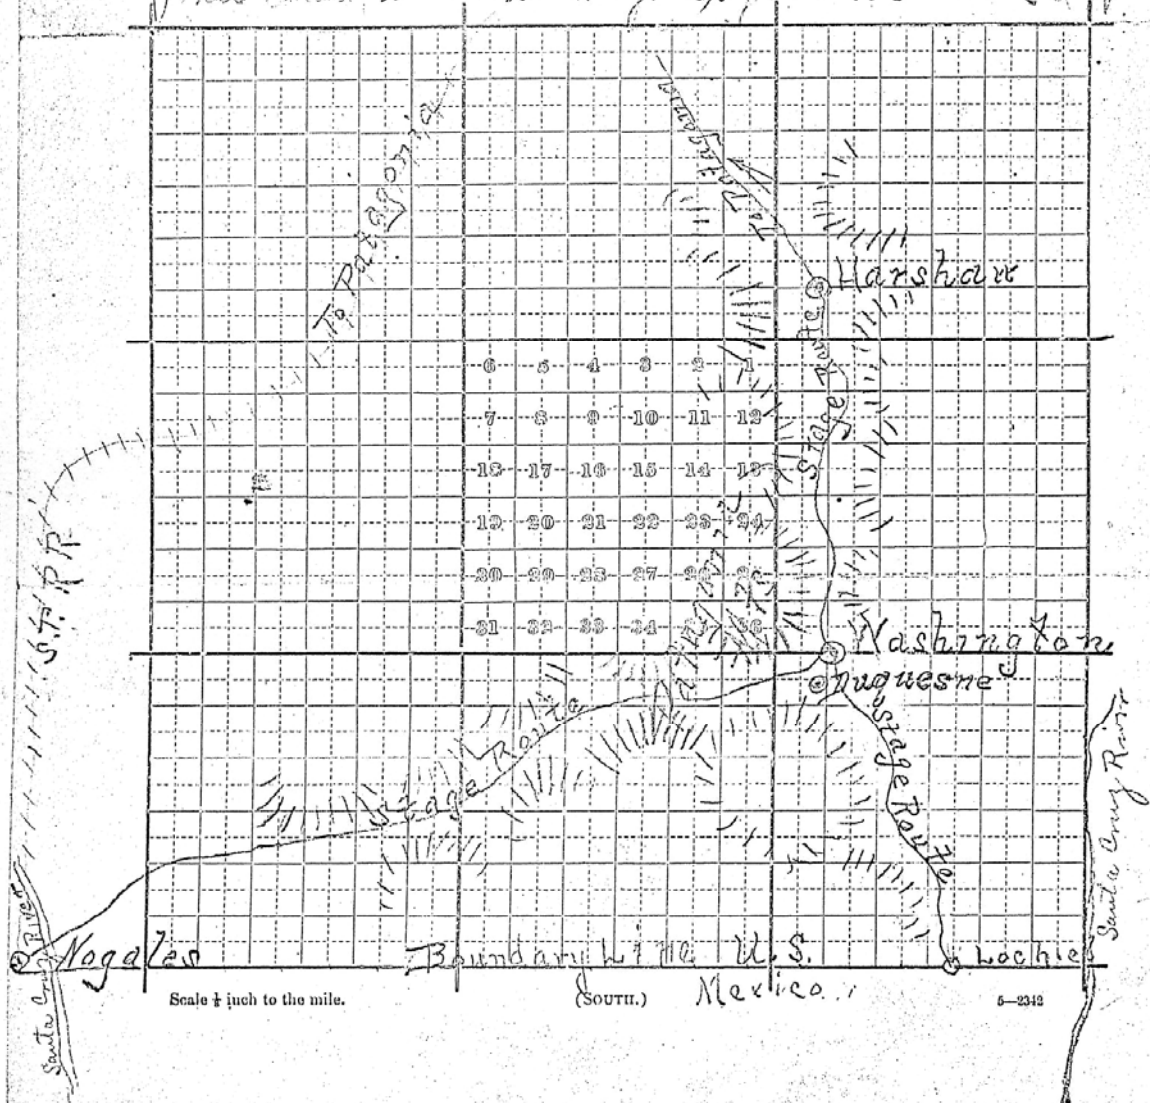 To Patagonia
To Patagonia
Harshaw
Stage Route
6 5 4 3 2 1
7 8 9 10 11 12
18 17 16 15 14 13
19 20 21 22 23 24
30 29 28 27 26 25
31 32 33 34 35 36
S.F. R R
Washington
Duquesne
Stage Route
Stage Route
Santa Cruz River
Santa Cruz River
Nogales
Boundary Line U.S.
Lochiel
Mexico
Scale ½ inch to the mile.
(SOUTH.)
5—2342